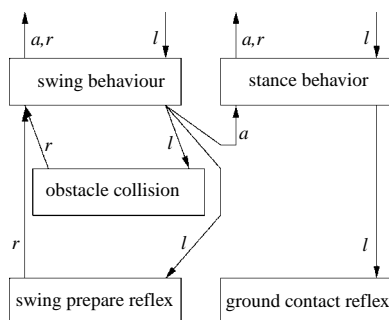 a,r l a,r l
swing behaviour stance behavior
r l a
obstacle collision
r l l
swing prepare reflex ground contact reflex